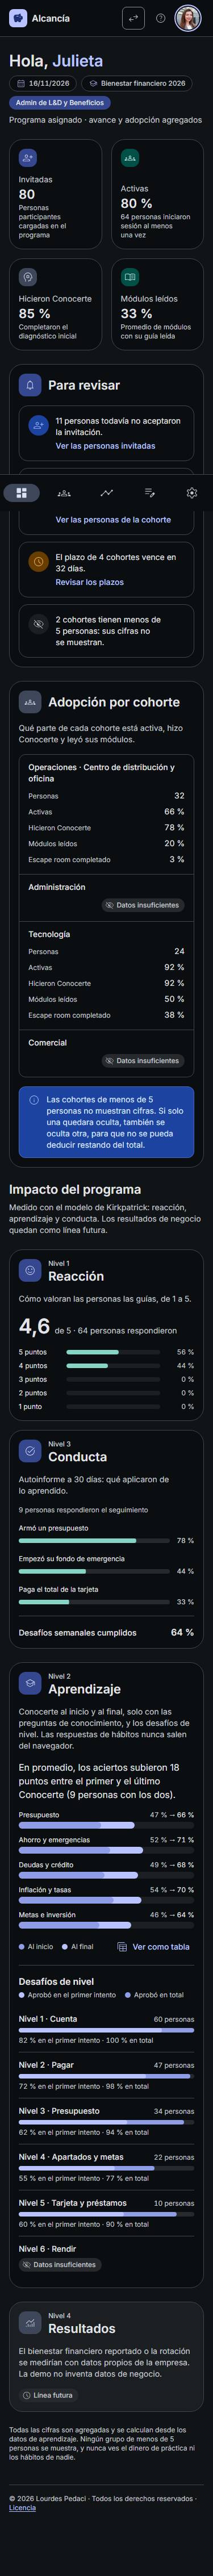 Alcancía
Hola, Julieta
16/11/2026
Bienestar financiero 2026
Admin de L&D y Beneficios
Programa asignado · avance y adopción agregados
Invitadas
80
Personas
participantes
cargadas en el
programa
Activas
80 %
64 personas iniciaron
sesión al menos
una vez
Hicieron Conocerte
85 %
Completaron el
diagnóstico inicial
Módulos leídos
33 %
Promedio de módulos
con su guía leída
Para revisar
11 personas todavía no aceptaron
la invitación.
Ver las personas invitadas
Ver las personas de la cohorte
El plazo de 4 cohortes vence en
32 días.
Revisar los plazos
2 cohortes tienen menos de
5 personas: sus cifras no
se muestran.
Adopción por cohorte
Qué parte de cada cohorte está activa, hizo
Conocerte y leyó sus módulos.
Operaciones · Centro de distribución y
oficina
Personas 32
Activas 66 %
Hicieron Conocerte 78 %
Módulos leídos 20 %
Escape room completado 3 %
Administración
Datos insuficientes
Tecnología
Personas 24
Activas 92 %
Hicieron Conocerte 92 %
Módulos leídos 50 %
Escape room completado 38 %
Comercial
Datos insuficientes
Las cohortes de menos de 5
personas no muestran cifras. Si solo
una quedara oculta, también se
oculta otra, para que no se pueda
deducir restando del total.
Impacto del programa
Medido con el modelo de Kirkpatrick: reacción,
aprendizaje y conducta. Los resultados de negocio
quedan como línea futura.
Nivel 1
Reacción
Cómo valoran las personas las guías, de 1 a 5.
4,6 de 5 · 64 personas respondieron
5 puntos 56 %
4 puntos 44 %
3 puntos 0 %
2 puntos 0 %
1 punto 0 %
Nivel 3
Conducta
Autoinforme a 30 días: qué aplicaron de
lo aprendido.
9 personas respondieron el seguimiento
Armó un presupuesto
78 %
Empezó su fondo de emergencia
44 %
Paga el total de la tarjeta
33 %
Desafíos semanales cumplidos 64 %
Nivel 2
Aprendizaje
Conocerte al inicio y al final, solo con las
preguntas de conocimiento, y los desafíos de
nivel. Las respuestas de hábitos nunca salen
del navegador.
En promedio, los aciertos subieron 18
puntos entre el primer y el último
Conocerte (9 personas con los dos).
Presupuesto 47 % → 66 %
Ahorro y emergencias 52 % → 71 %
Deudas y crédito 49 % → 68 %
Inflación y tasas 54 % → 70 %
Metas e inversión 46 % → 64 %
Al inicio
Al final
Ver como tabla
Desafíos de nivel
Aprobó en el primer intento
Aprobó en total
Nivel 1 · Cuenta 60 personas
82 % en el primer intento · 100 % en total
Nivel 2 · Pagar 47 personas
72 % en el primer intento · 98 % en total
Nivel 3 · Presupuesto 34 personas
62 % en el primer intento · 94 % en total
Nivel 4 · Apartados y metas 22 personas
55 % en el primer intento · 77 % en total
Nivel 5 · Tarjeta y préstamos 10 personas
60 % en el primer intento · 90 % en total
Nivel 6 · Rendir
Datos insuficientes
Nivel 4
Resultados
El bienestar financiero reportado o la rotación
se medirían con datos propios de la empresa.
La demo no inventa datos de negocio.
Línea futura
Todas las cifras son agregadas y se calculan desde los
datos de aprendizaje. Ningún grupo de menos de 5
personas se muestra, y nunca ves el dinero de práctica ni
los hábitos de nadie.
© 2026 Lourdes Pedaci · Todos los derechos reservados ·
Licencia